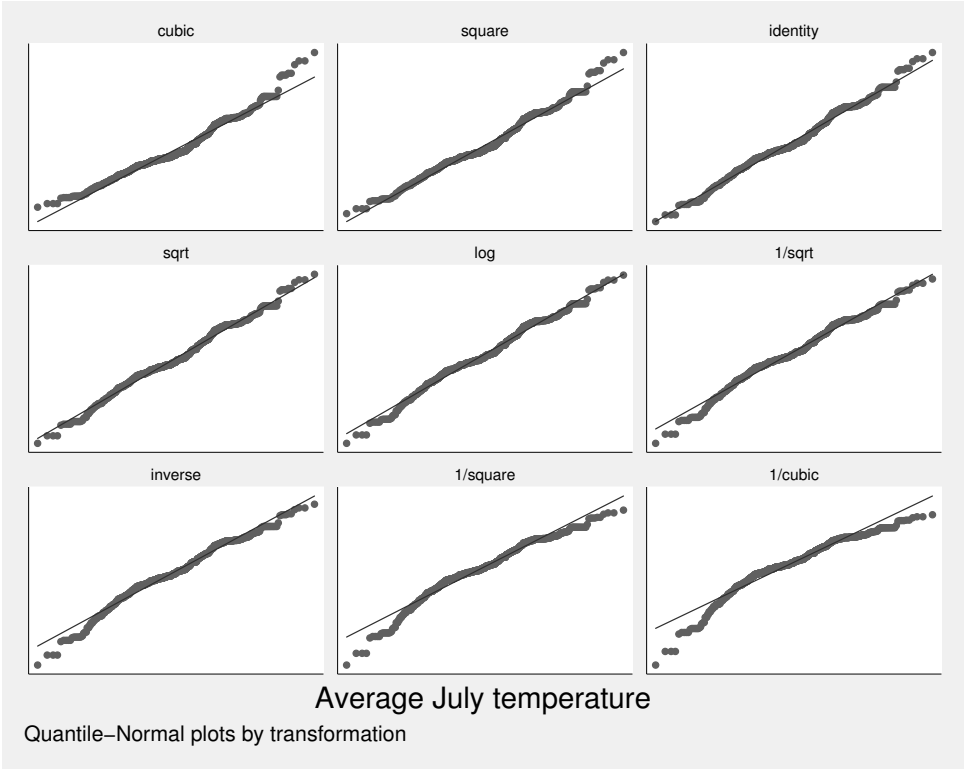 cubic
square
identity
sqrt
log
1/sqrt
inverse
1/square
1/cubic
Average July temperature
Quantile−Normal plots by transformation